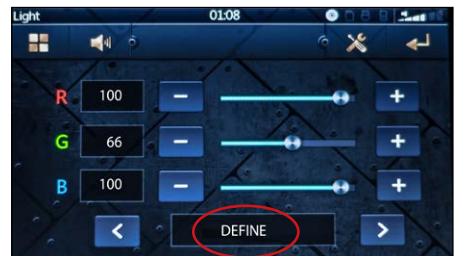 Light 01:08
R 100 − +
G 66 − +
B 100 − +
< DEFINE >